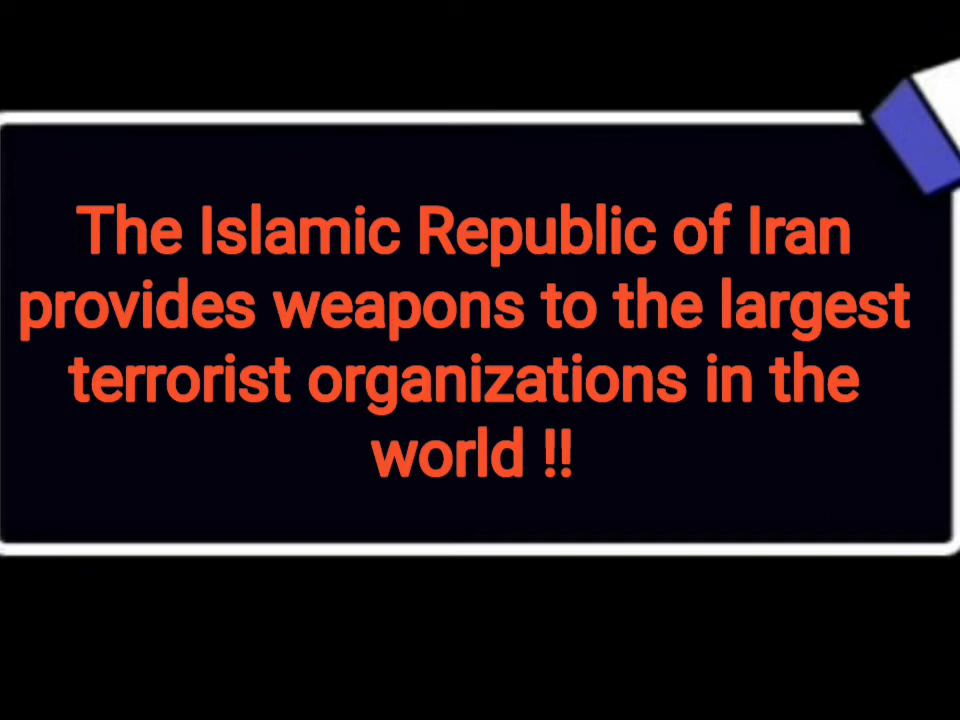 The Islamic Republic of Iran
provides weapons to the largest
terrorist organizations in the
world !!